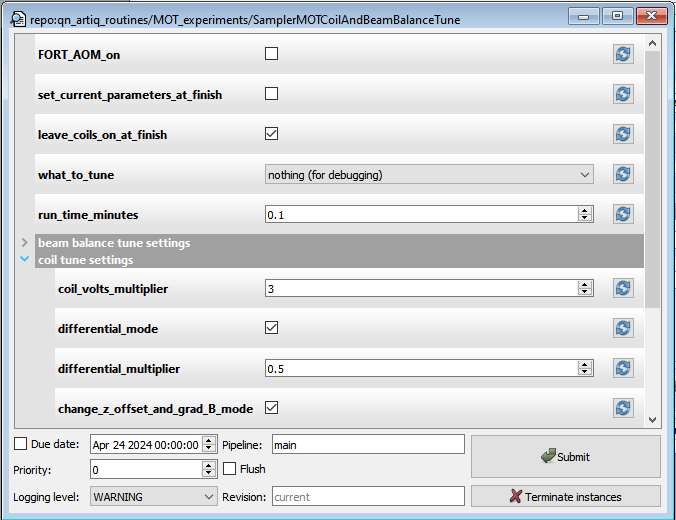 repo:qn_artiq_routines/MOT_experiments/SamplerMOTCoilAndBeamBalanceTune
FORT_AOM_on
set_current_parameters_at_finish
leave_coils_on_at_finish
what_to_tune nothing (for debugging)
run_time_minutes 0.1
beam balance tune settings
coil tune settings
coil_volts_multiplier 3
differential_mode
differential_multiplier 0.5
change_z_offset_and_grad_B_mode
Due date: Apr 24 2024 00:00:00 Pipeline: main
Submit
Priority: 0 Flush
Logging level: WARNING Revision: current
Terminate instances